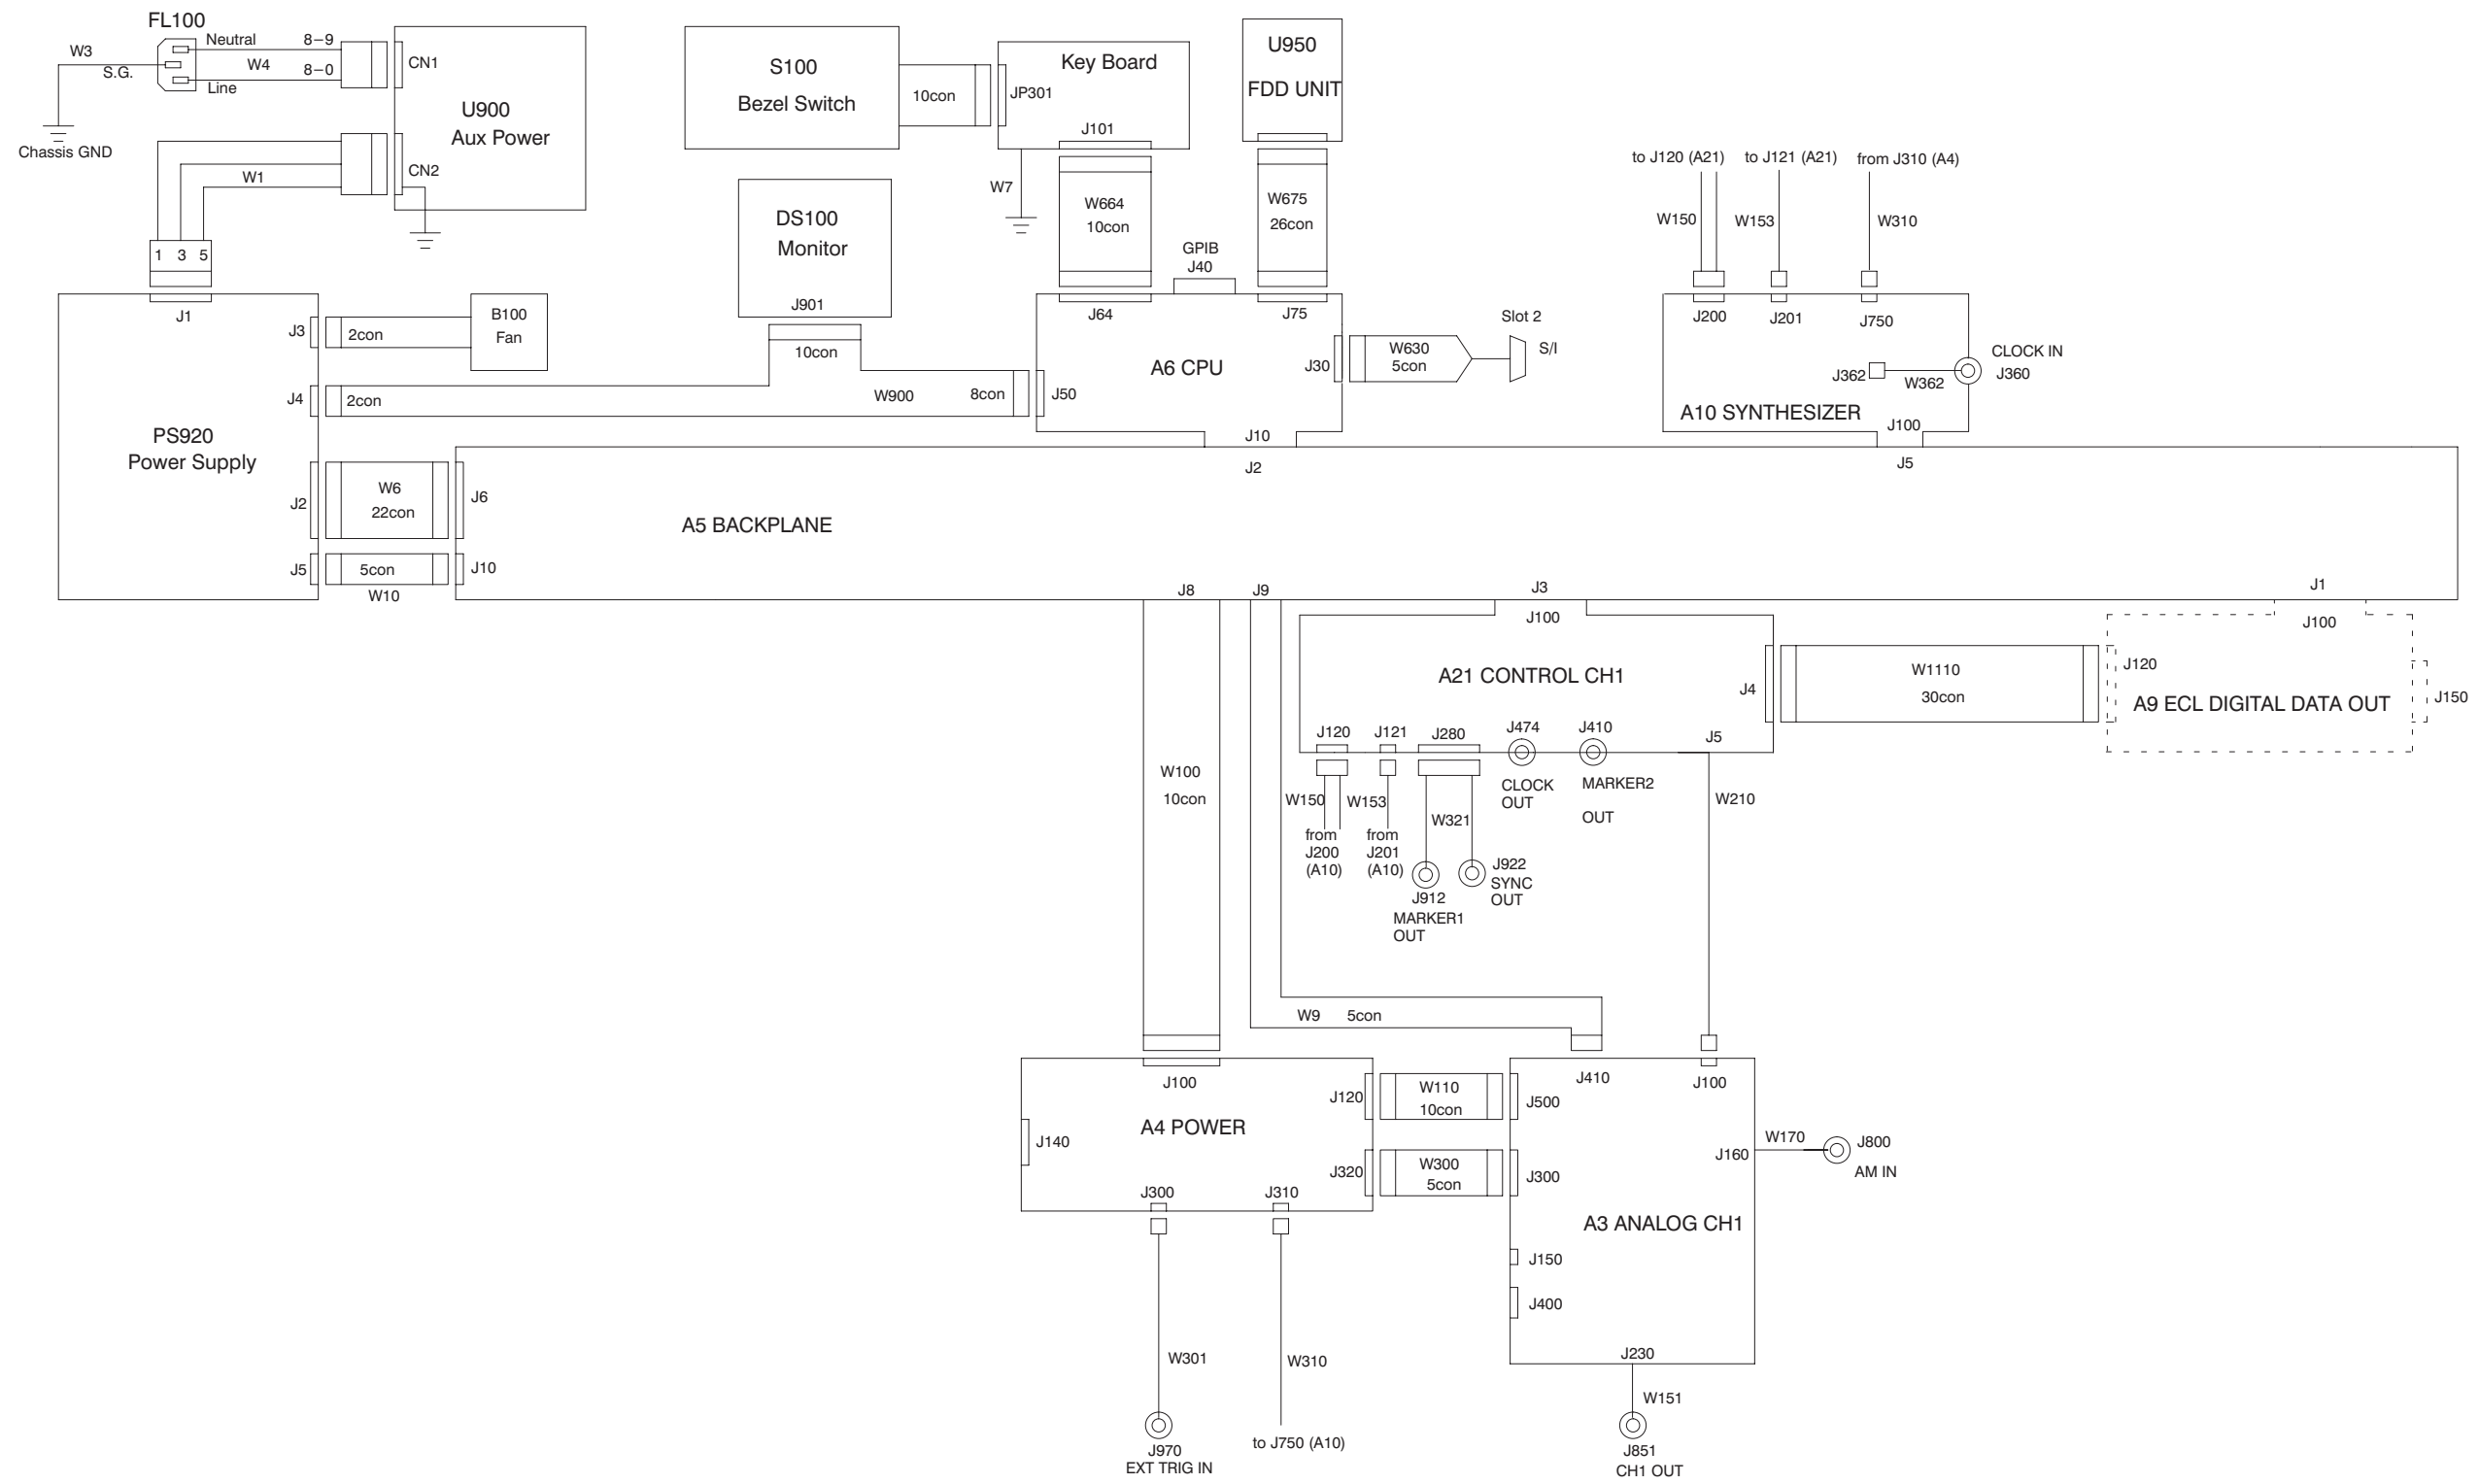 FL100
W3
S.G.
Neutral
W4
Line
8–9
8–0
CN1
Chassis GND
U900
Aux Power
CN2
W1
1 3 5
J1
S100
Bezel Switch
10con
JP301
Key Board
J101
U950
FDD UNIT
W7
W664
10con
W675
26con
GPIB
J40
DS100
Monitor
J901
10con
J64
J75
A6 CPU
J30
W630
5con
Slot 2
S/I
J50
8con
W900
J10
to J120 (A21)
to J121 (A21)
from J310 (A4)
W150
W153
W310
J200
J201
J750
CLOCK IN
J360
J362
W362
A10 SYNTHESIZER
J100
J3
2con
B100
Fan
J4
2con
PS920
Power Supply
J2
W6
22con
J6
J5
5con
J10
W10
A5 BACKPLANE
J2
J5
J8
J9
J3
J1
J100
A21 CONTROL CH1
J4
W1110
30con
J100
J120
A9 ECL DIGITAL DATA OUT
J150
J120
J121
J280
J474
J410
J5
W100
10con
W150
from
J200
(A10)
W153
from
J201
(A10)
W321
CLOCK
OUT
MARKER2
OUT
W210
J912
MARKER1
OUT
J922
SYNC
OUT
W9
5con
J100
J120
W110
10con
J500
J410
J100
A4 POWER
J140
J320
W300
5con
J300
J160
W170
J800
AM IN
J300
J310
A3 ANALOG CH1
J150
J400
J230
W301
W310
W151
J970
EXT TRIG IN
to J750 (A10)
J851
CH1 OUT